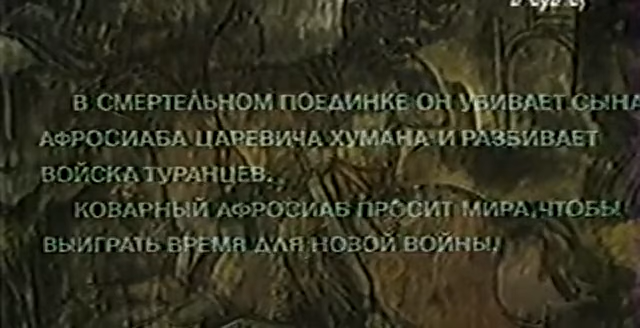 В СМЕРТЕЛЬНОМ ПОЕДИНКЕ ОН УБИВАЕТ СЫНА
АФРОСИАБА ЦАРЕВИЧА ХУМАНА И РАЗБИВАЕТ
ВОЙСКА ТУРАНЦЕВ.
КОВАРНЫЙ АФРОСИАБ ПРОСИТ МИРА, ЧТОБЫ
ВЫИГРАТЬ ВРЕМЯ ДЛЯ НОВОЙ ВОЙНЫ.